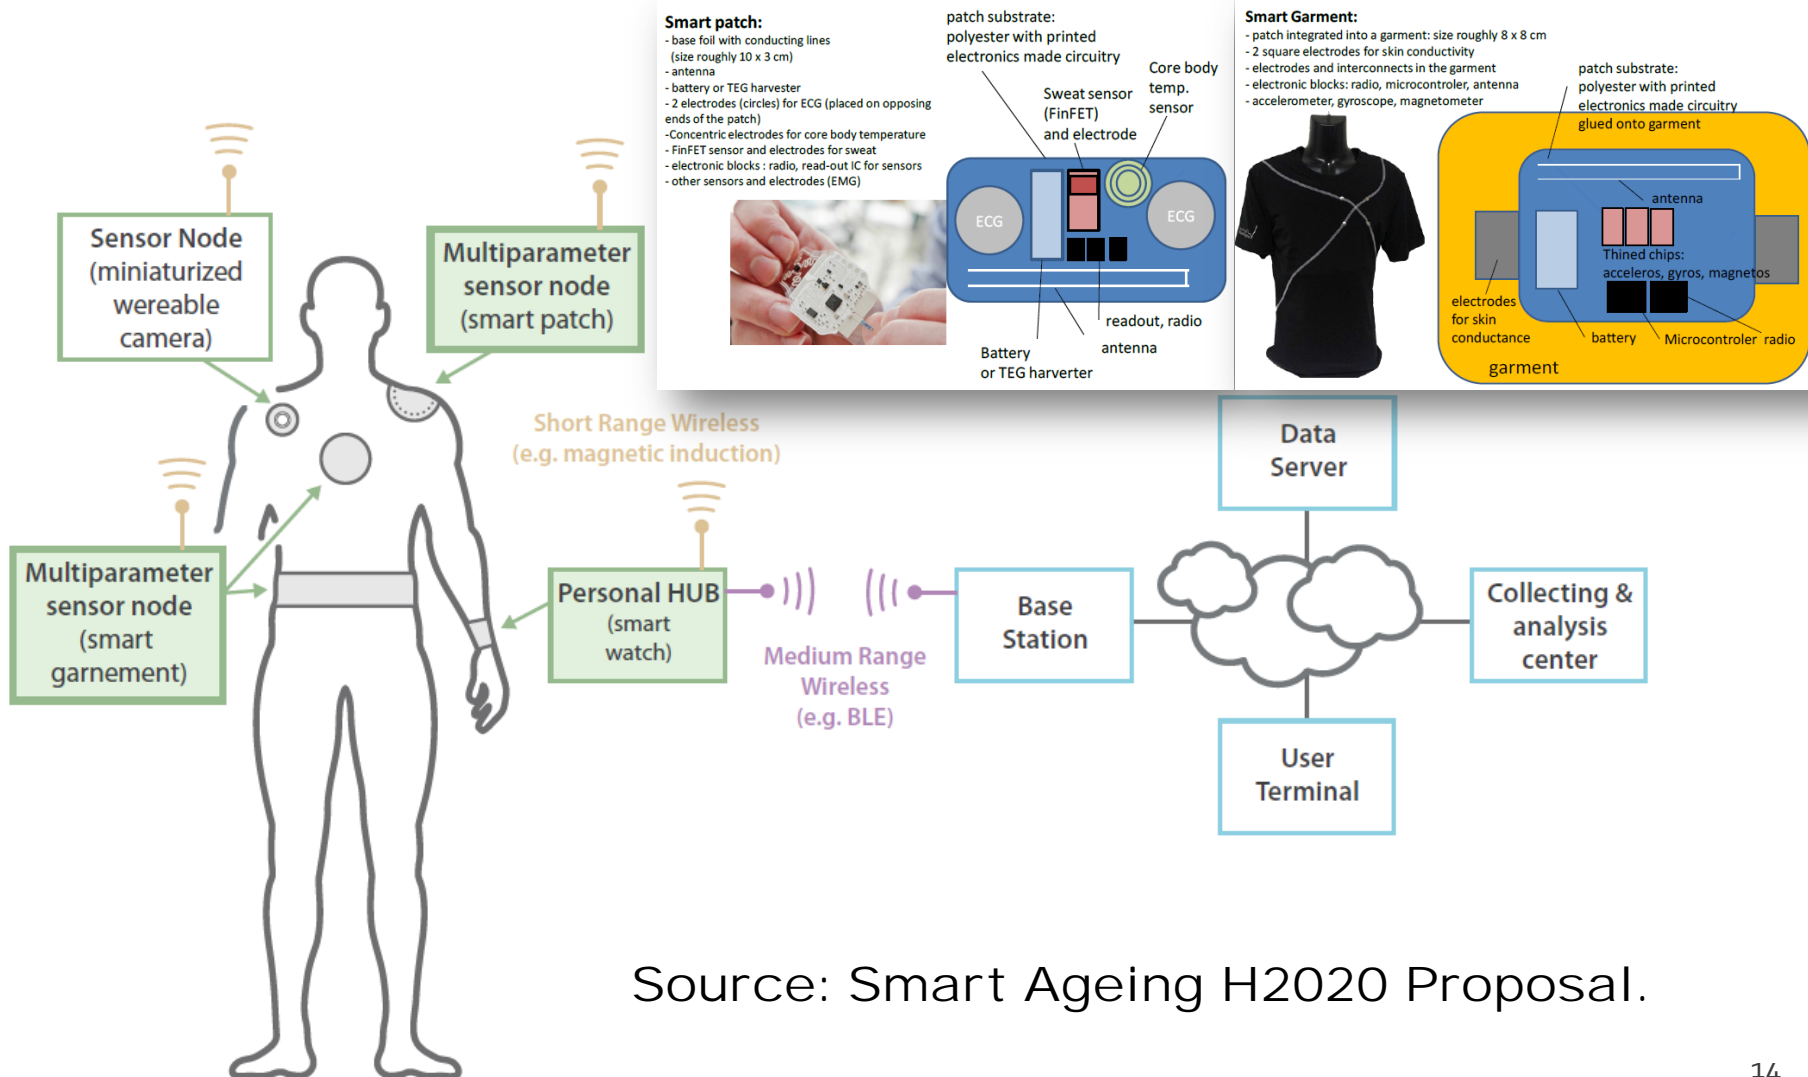 Smart patch:
- base foil with conducting lines
(size roughly 10 x 3 cm)
- antenna
- battery or TEG harvester
- 2 electrodes (circles) for ECG (placed on opposing
ends of the patch)
-Concentric electrodes for core body temperature
- FinFET sensor and electrodes for sweat
- electronic blocks : radio, read-out IC for sensors
- other sensors and electrodes (EMG)
patch substrate:
polyester with printed
electronics made circuitry
Sweat sensor
(FinFET)
and electrode
Core body
temp.
sensor
ECG
ECG
readout, radio
antenna
Battery
or TEG harverter
Smart Garment:
- patch integrated into a garment: size roughly 8 x 8 cm
- 2 square electrodes for skin conductivity
- electrodes and interconnects in the garment
- electronic blocks: radio, microcontroler, antenna
- accelerometer, gyroscope, magnetometer
patch substrate:
polyester with printed
electronics made circuitry
glued onto garment
antenna
Thined chips:
acceleros, gyros, magnetos
electrodes
for skin
conductance
battery
Microcontroler
radio
garment
Sensor Node
(miniaturized
wereable
camera)
Multiparameter
sensor node
(smart patch)
Short Range Wireless
(e.g. magnetic induction)
Multiparameter
sensor node
(smart
garnement)
Personal HUB
(smart
watch)
Medium Range
Wireless
(e.g. BLE)
Base
Station
Data
Server
Collecting &
analysis
center
User
Terminal
Source: Smart Ageing H2020 Proposal.
14